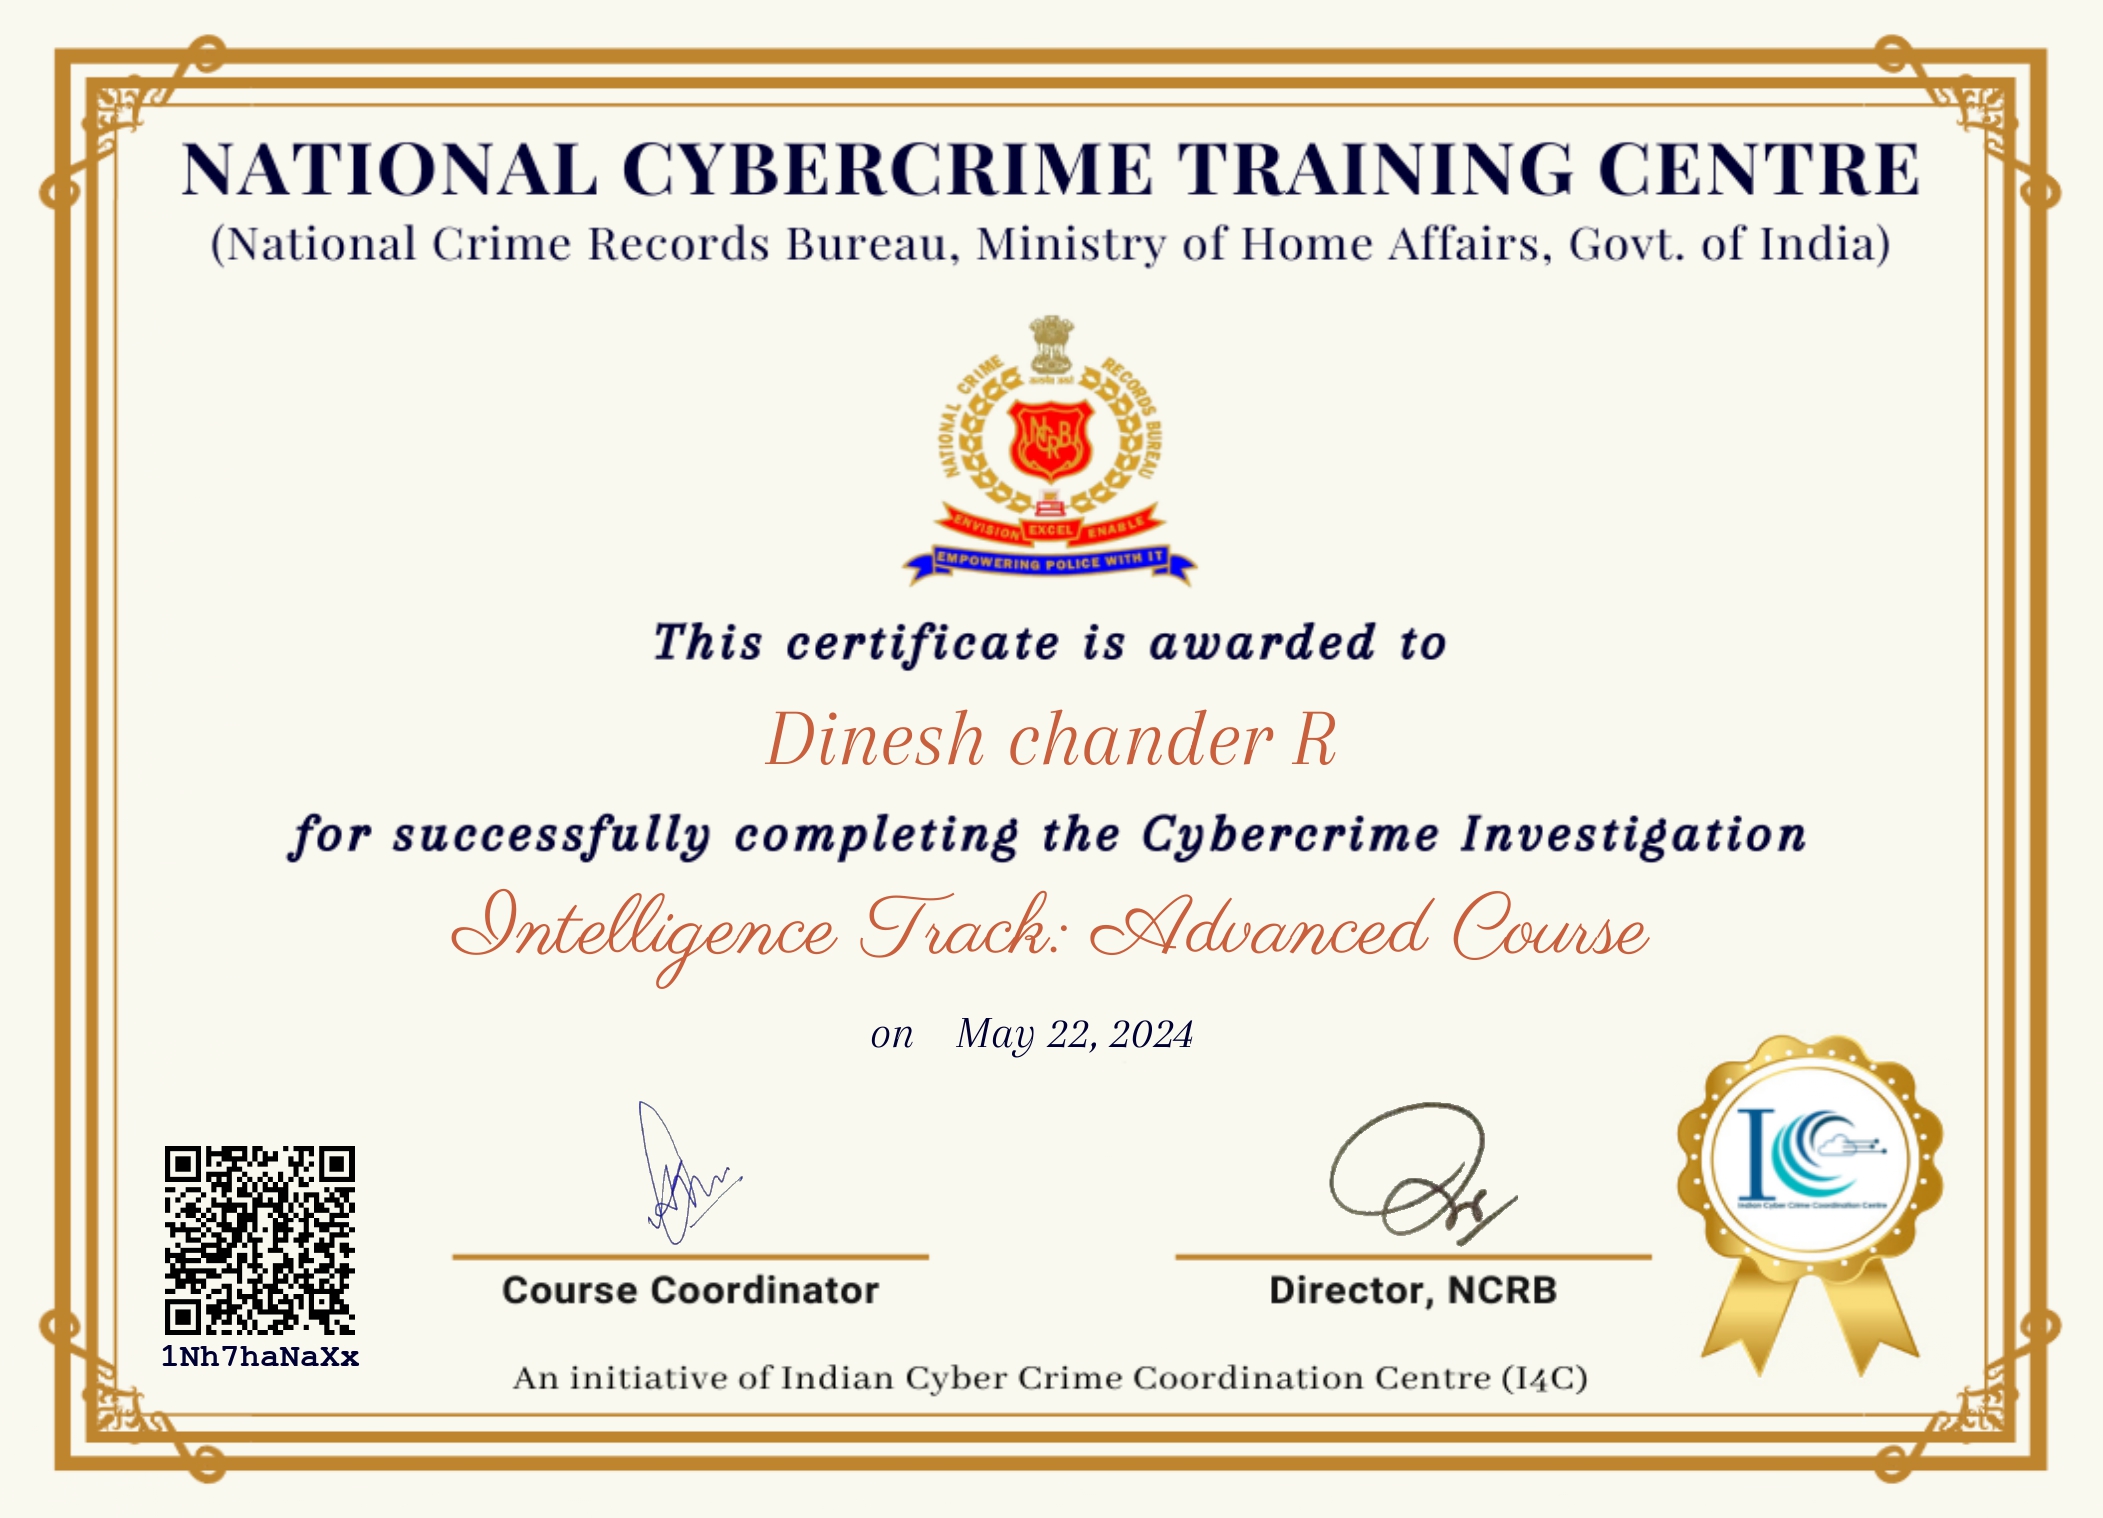 NATIONAL CYBERCRIME TRAINING CENTRE
(National Crime Records Bureau, Ministry of Home Affairs, Govt. of India)
NATIONAL CRIME RECORDS BUREAU
NCRB
ENVISION EXCEL ENABLE
EMPOWERING POLICE WITH IT
This certificate is awarded to
Dinesh chander R
for successfully completing the Cybercrime Investigation
Intelligence Track: Advanced Course
on May 22, 2024
Indian Cyber Crime Coordination Centre
Course Coordinator
Director, NCRB
1Nh7haNaXx
An initiative of Indian Cyber Crime Coordination Centre (I4C)